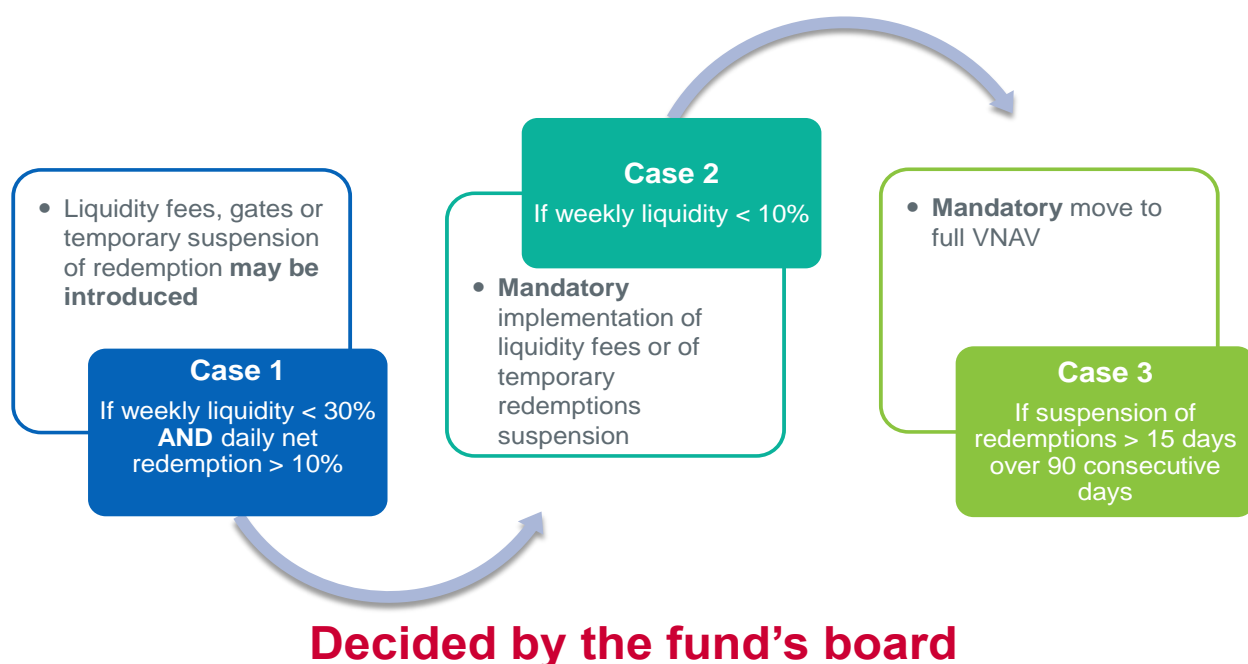 • Liquidity fees, gates or
temporary suspension
of redemption may be
introduced
Case 1
If weekly liquidity < 30%
AND daily net
redemption > 10%
Case 2
If weekly liquidity < 10%
• Mandatory
implementation of
liquidity fees or of
temporary
redemptions
suspension
• Mandatory move to
full VNAV
Case 3
If suspension of
redemptions > 15 days
over 90 consecutive
days
Decided by the fund's board